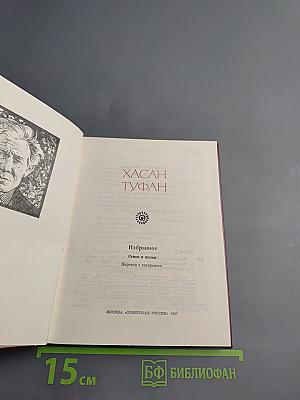 ХАСАН
ТУФАН
Избранное
Стихи и поэмы
Перевод с татарского
МОСКВА «СОВЕТСКАЯ РОССИЯ» 1987
15 см
БФ БИБЛИОФАН